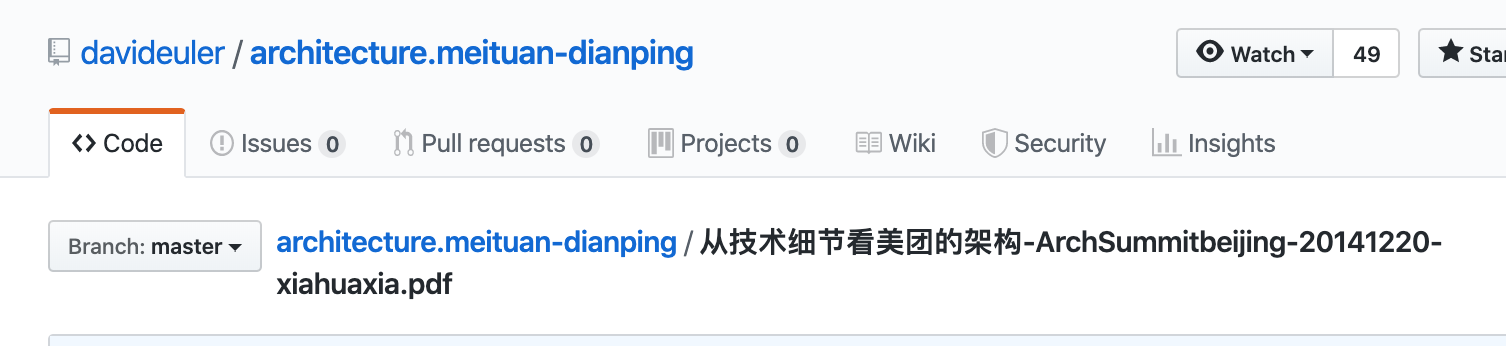 davideuler / architecture.meituan-dianping
Watch 49 Sta
Code Issues 0 Pull requests 0 Projects 0 Wiki Security Insights
Branch: master architecture.meituan-dianping / 从技术细节看美团的架构-ArchSummitbeijing-20141220-
xiahuaxia.pdf